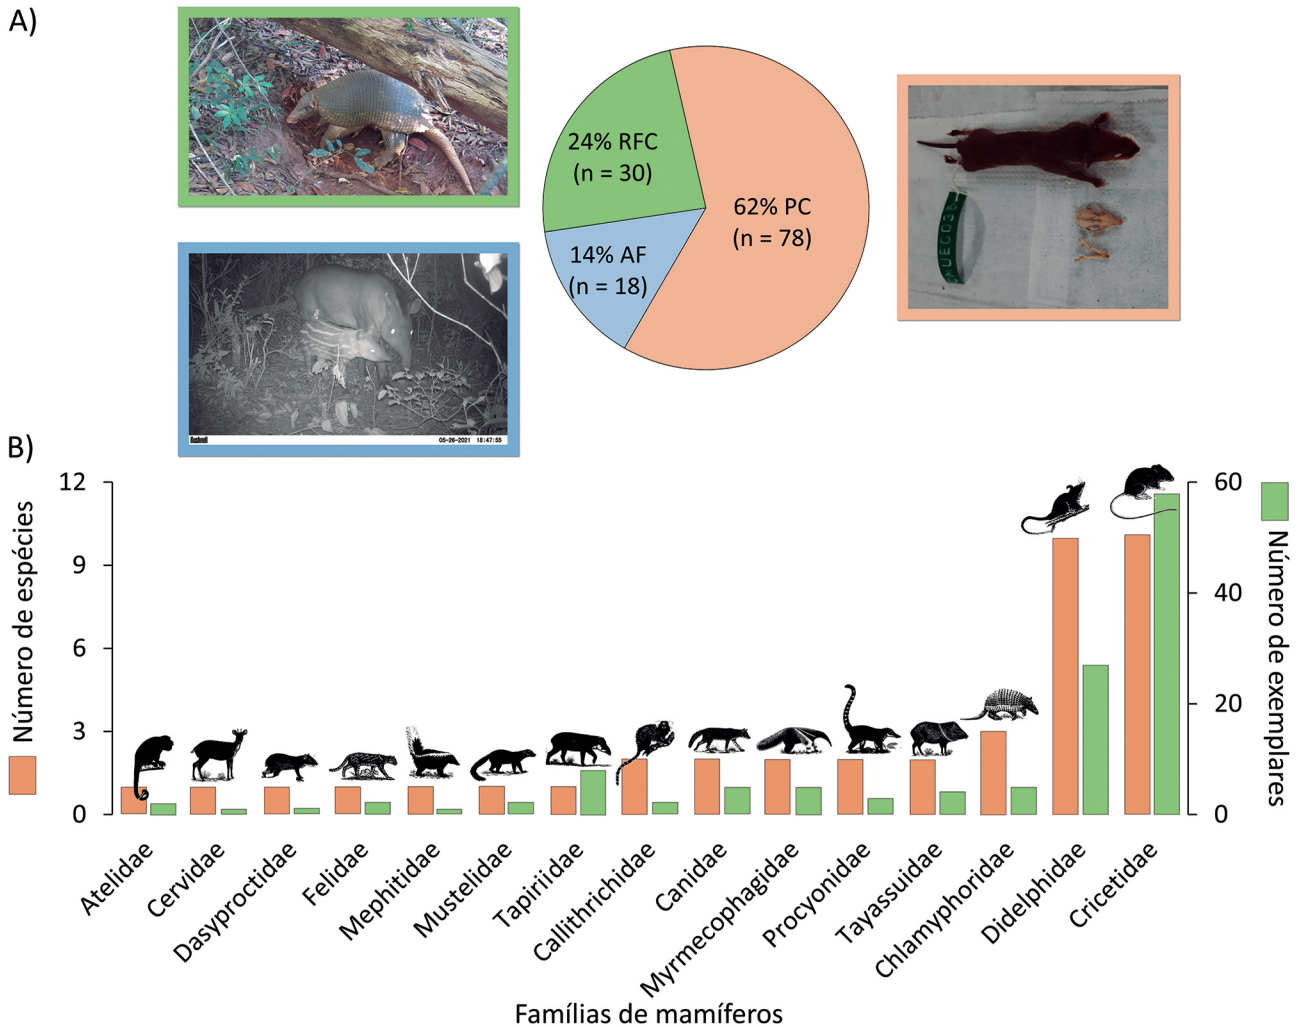 A)
24% RFC
(n = 30)
62% PC
(n = 78)
14% AF
(n = 18)
Bushnell
05-26-2021 18:47:55
B)
Número de espécies
12
9
6
3
0
60
40
20
0
Número de exemplares
Atelidae
Cervidae
Dasyproctidae
Felidae
Mephitidae
Mustelidae
Tapiriidae
Callithrichidae
Canidae
Myrmecophagidae
Procyonidae
Tayassuidae
Chlamyphoridae
Didelphidae
Cricetidae
Famílias de mamíferos